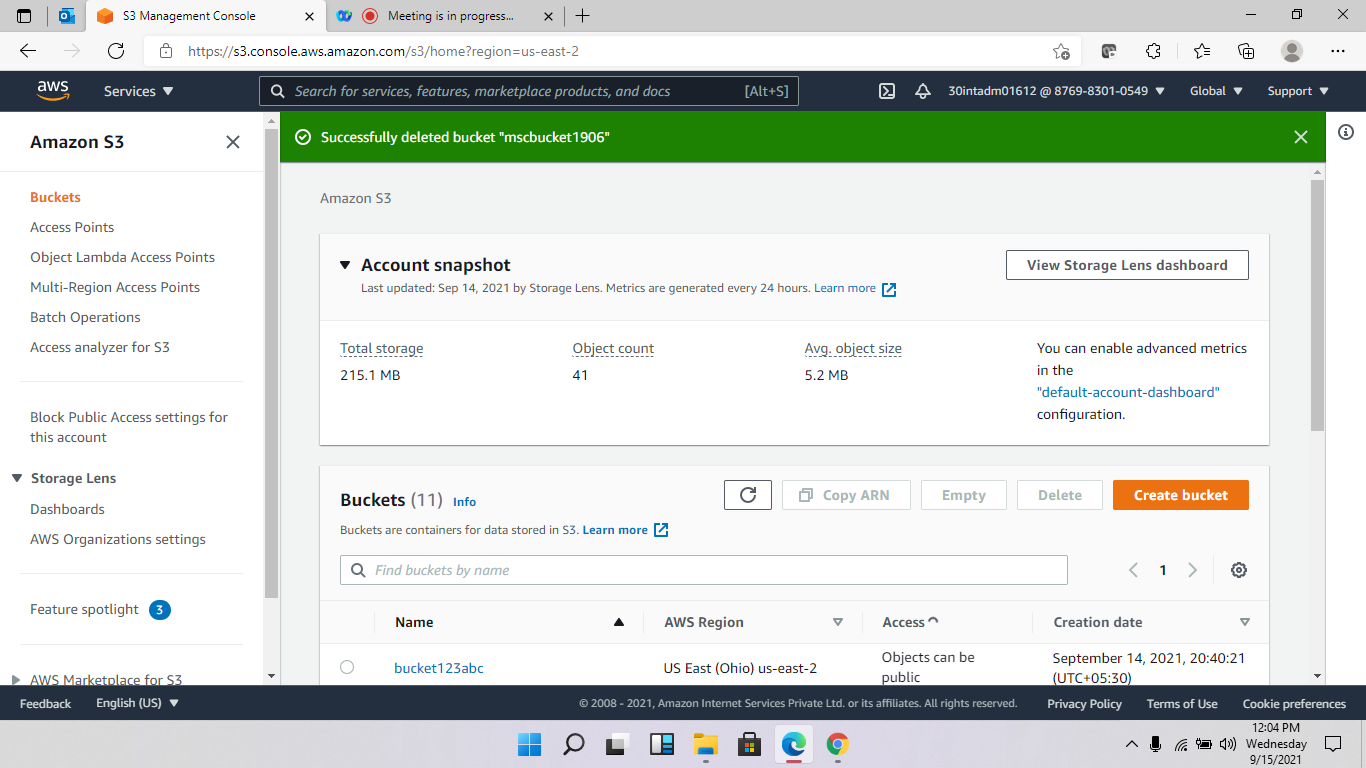 S3 Management Console
Meeting is in progress...
https://s3.console.aws.amazon.com/s3/home?region=us-east-2
aws
Services
Search for services, features, marketplace products, and docs
[Alt+S]
30intadm01612 @ 8769-8301-0549
Global
Support
Amazon S3
Buckets
Access Points
Object Lambda Access Points
Multi-Region Access Points
Batch Operations
Access analyzer for S3
Block Public Access settings for
this account
Storage Lens
Dashboards
AWS Organizations settings
Feature spotlight 3
AWS Marketplace for S3
Successfully deleted bucket "mscbucket1906"
Amazon S3
Account snapshot
Last updated: Sep 14, 2021 by Storage Lens. Metrics are generated every 24 hours. Learn more
View Storage Lens dashboard
Total storage
215.1 MB
Object count
41
Avg. object size
5.2 MB
You can enable advanced metrics
in the
"default-account-dashboard"
configuration.
Buckets (11) Info
Copy ARN
Empty
Delete
Create bucket
Buckets are containers for data stored in S3. Learn more
Find buckets by name
1
Name
AWS Region
Access
Creation date
bucket123abc
US East (Ohio) us-east-2
Objects can be
public
September 14, 2021, 20:40:21
(UTC+05:30)
Feedback
English (US)
© 2008 - 2021, Amazon Internet Services Private Ltd. or its affiliates. All rights reserved.
Privacy Policy
Terms of Use
Cookie preferences
12:04 PM
Wednesday
9/15/2021